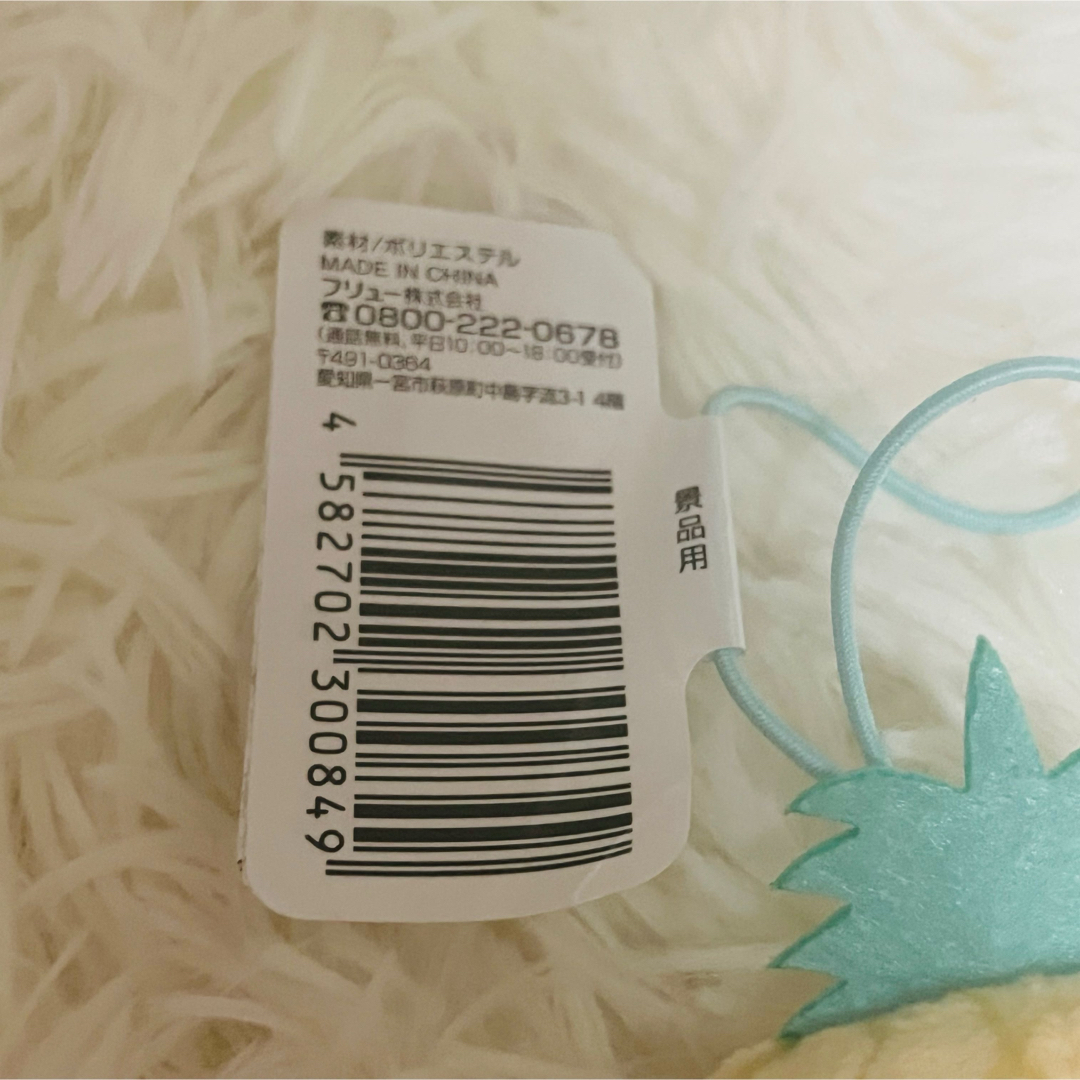 素材/ポリエステル
MADE IN CHINA
フリュー株式会社
☎0800-222-0678
(通話無料、平日10:00~18:00受付)
〒491-0364
愛知県一宮市萩原町中島字流3-1 4階
4 582702 300849
景品用